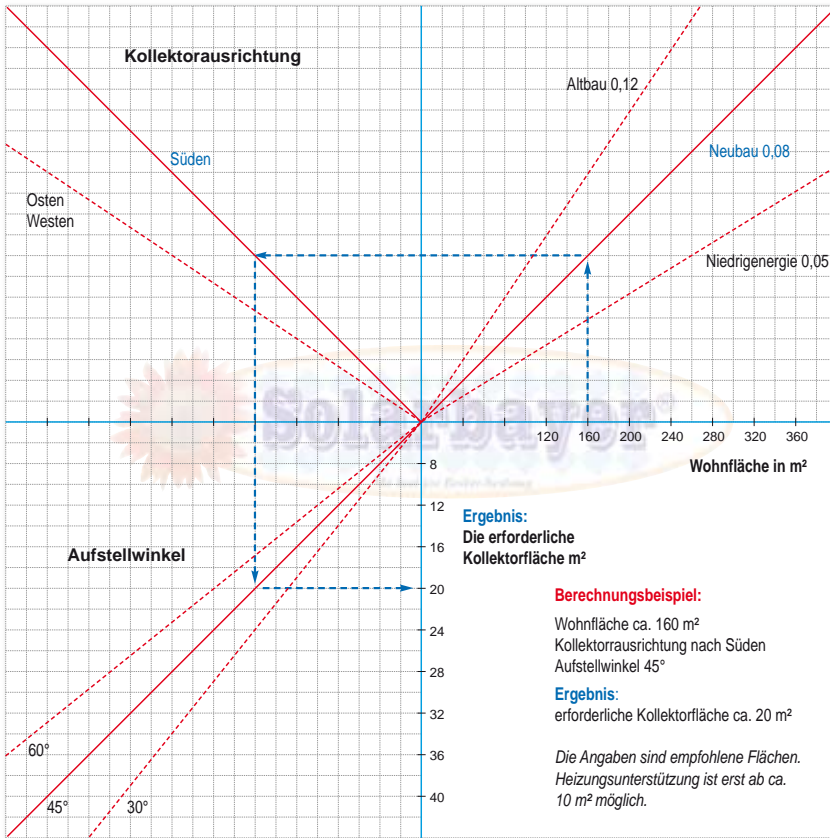 Kollektorausrichtung
Altbau 0,12
Süden
Neubau 0,08
Osten
Westen
Niedrigenergie 0,05
Solarbayer®
120 160 200 240 280 320 360
Wohnfläche in m²
8
12
16
20
24
28
32
36
40
Ergebnis:
Die erforderliche
Kollektorfläche m²
Aufstellwinkel
Berechnungsbeispiel:
Wohnfläche ca. 160 m²
Kollektorrausrichtung nach Süden
Aufstellwinkel 45°
Ergebnis:
erforderliche Kollektorfläche ca. 20 m²
Die Angaben sind empfohlene Flächen.
Heizungsunterstützung ist erst ab ca.
10 m² möglich.
60°
45°
30°